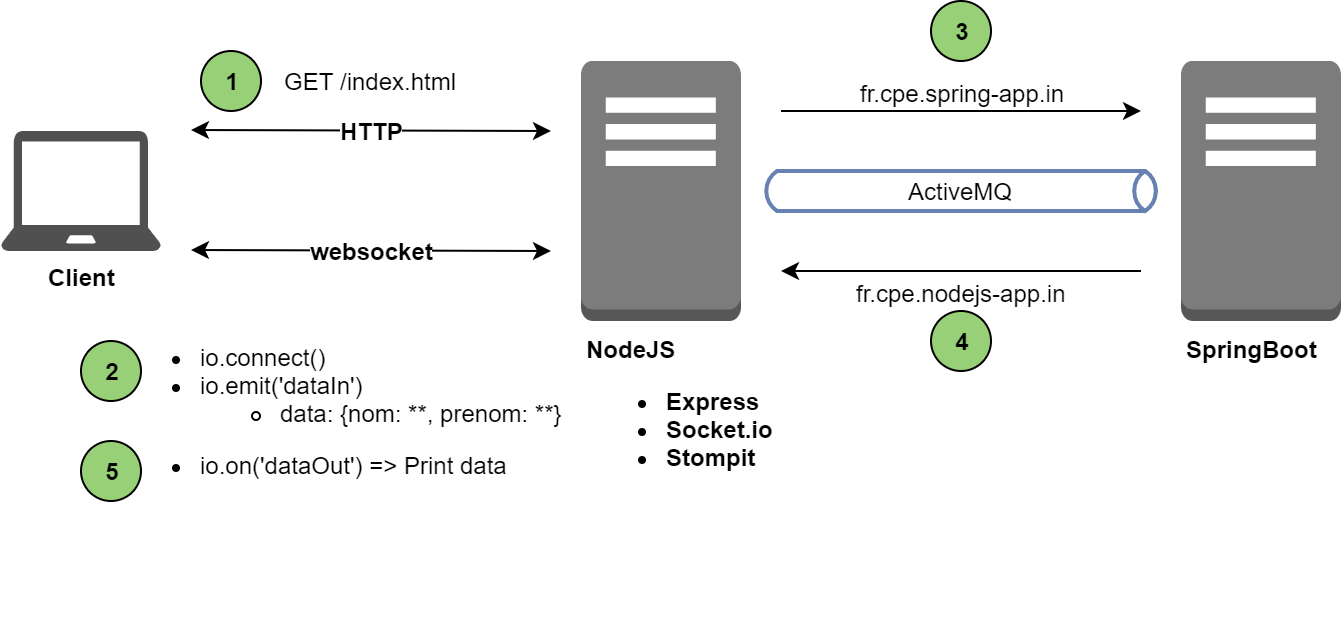 3
1
GET /index.html
fr.cpe.spring-app.in
HTTP
ActiveMQ
websocket
Client
fr.cpe.nodejs-app.in
4
NodeJS
SpringBoot
2
• io.connect()
• io.emit('dataIn')
○ data: {nom: **, prenom: **}
• Express
• Socket.io
• Stompit
5
• io.on('dataOut') => Print data